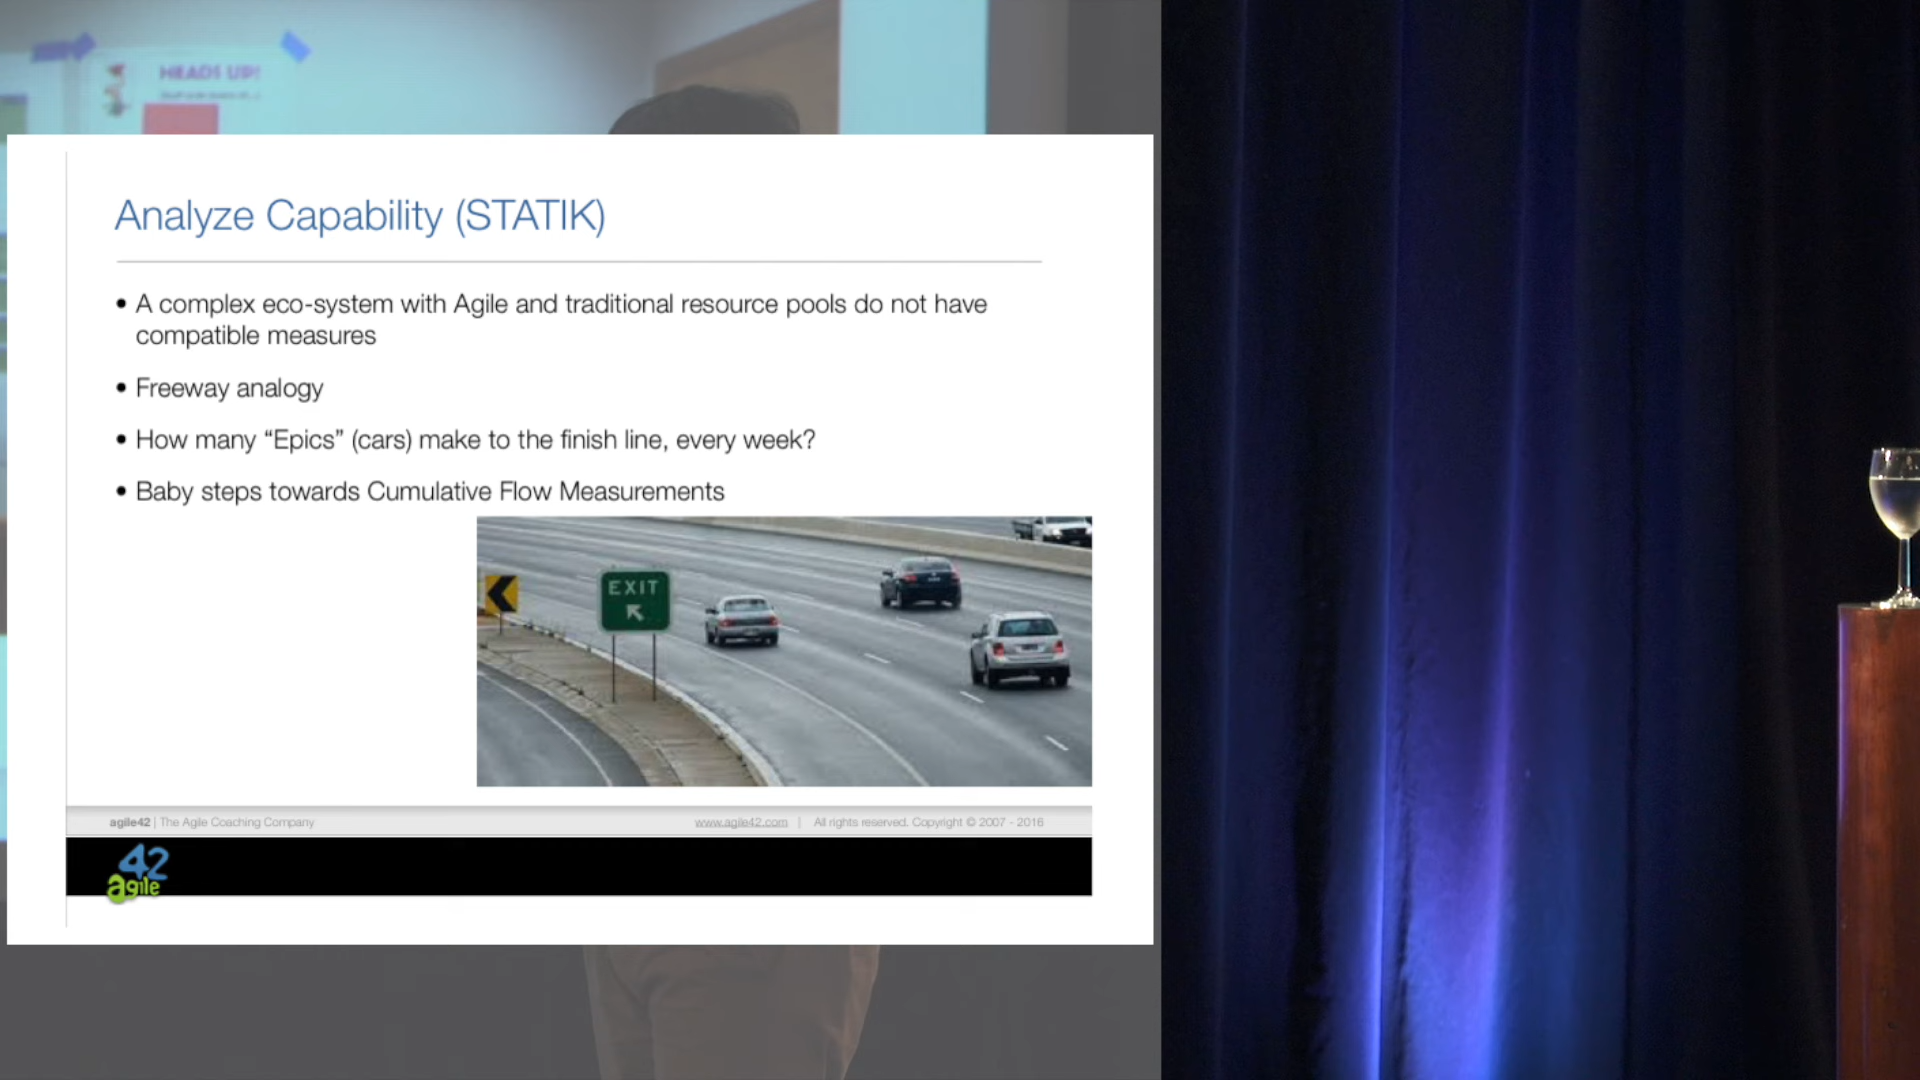 HEADS UP!
Analyze Capability (STATIK)
• A complex eco-system with Agile and traditional resource pools do not have
compatible measures
• Freeway analogy
• How many “Epics” (cars) make to the finish line, every week?
• Baby steps towards Cumulative Flow Measurements
EXIT
agile42 | The Agile Coaching Company
www.agile42.com | All rights reserved. Copyright © 2007 - 2016
42
agile